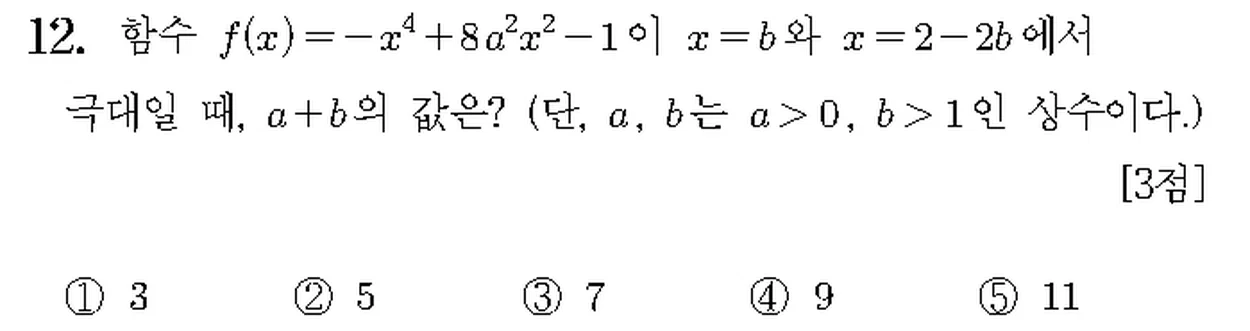 12. 함수 f(x)=-x⁴+8a²x²-1이 x=b와 x=2-2b에서
극대일 때, a+b의 값은? (단, a, b는 a>0, b>1인 상수이다.)
[3점]
① 3 ② 5 ③ 7 ④ 9 ⑤ 11